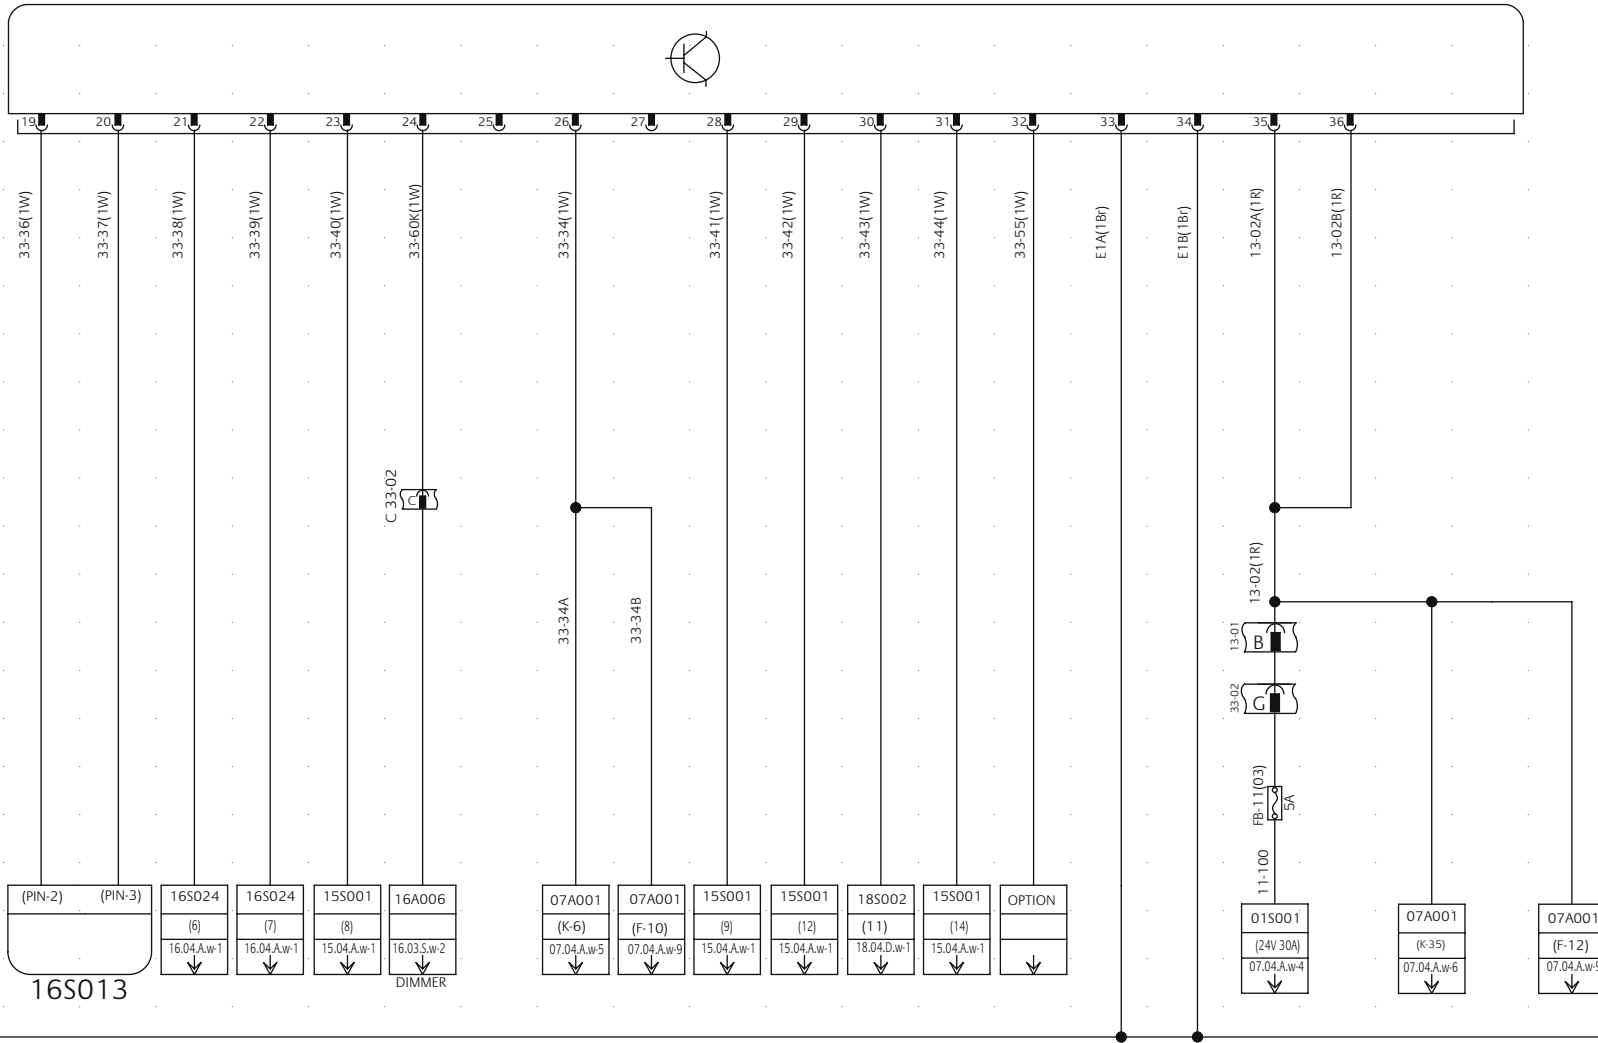 19 20 21 22 23 24 25 26 27 28 29 30 31 32 33 34 35 36
33-36(1W)
33-37(1W)
33-38(1W)
33-39(1W)
33-40(1W)
33-60K(1W)
33-34(1W)
33-41(1W)
33-42(1W)
33-43(1W)
33-44(1W)
33-55(1W)
E1A(1Br)
E1B(1Br)
13-02A(1R)
13-02B(1R)
C 33-02
C
33-34A
33-34B
13-02(1R)
13-01
B
33-02
G
FB-11(03)
5A
11-100
(PIN-2) (PIN-3)
16S013
16S024
(6)
16.04.A.w-1
16S024
(7)
16.04.A.w-1
15S001
(8)
15.04.A.w-1
16A006
16.03.S.w-2
DIMMER
07A001
(K-6)
07.04.A.w-5
07A001
(F-10)
07.04.A.w-9
15S001
(9)
15.04.A.w-1
15S001
(12)
15.04.A.w-1
18S002
(11)
18.04.D.w-1
15S001
(14)
15.04.A.w-1
OPTION
01S001
(24V 30A)
07.04.A.w-4
07A001
(K-35)
07.04.A.w-6
07A001
(F-12)
07.04.A.w-9